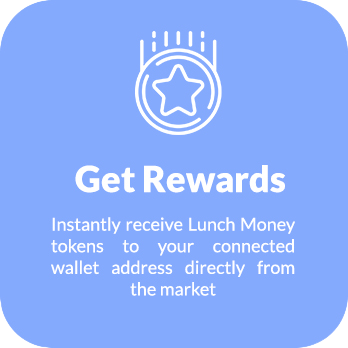 Get Rewards
Instantly receive Lunch Money
tokens to your connected
wallet address directly from
the market